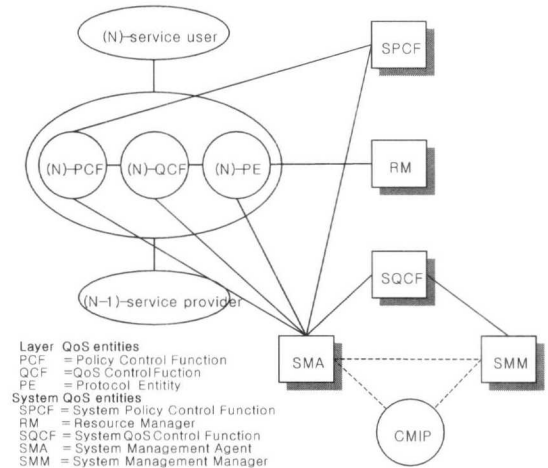 (N)-service user
SPCF
(N)-PCF
(N)-QCF
(N)-PE
RM
SQCF
(N-1)-service provider
SMA
SMM
CMIP
Layer QoS entities
PCF = Policy Control Function
QCF =QoS Control Fuction
PE = Protocol Entitity
System QoS entities
SPCF = System Policy Control Function
RM = Resource Manager
SQCF = System QoS Control Function
SMA = System Management Agent
SMM = System Management Manager